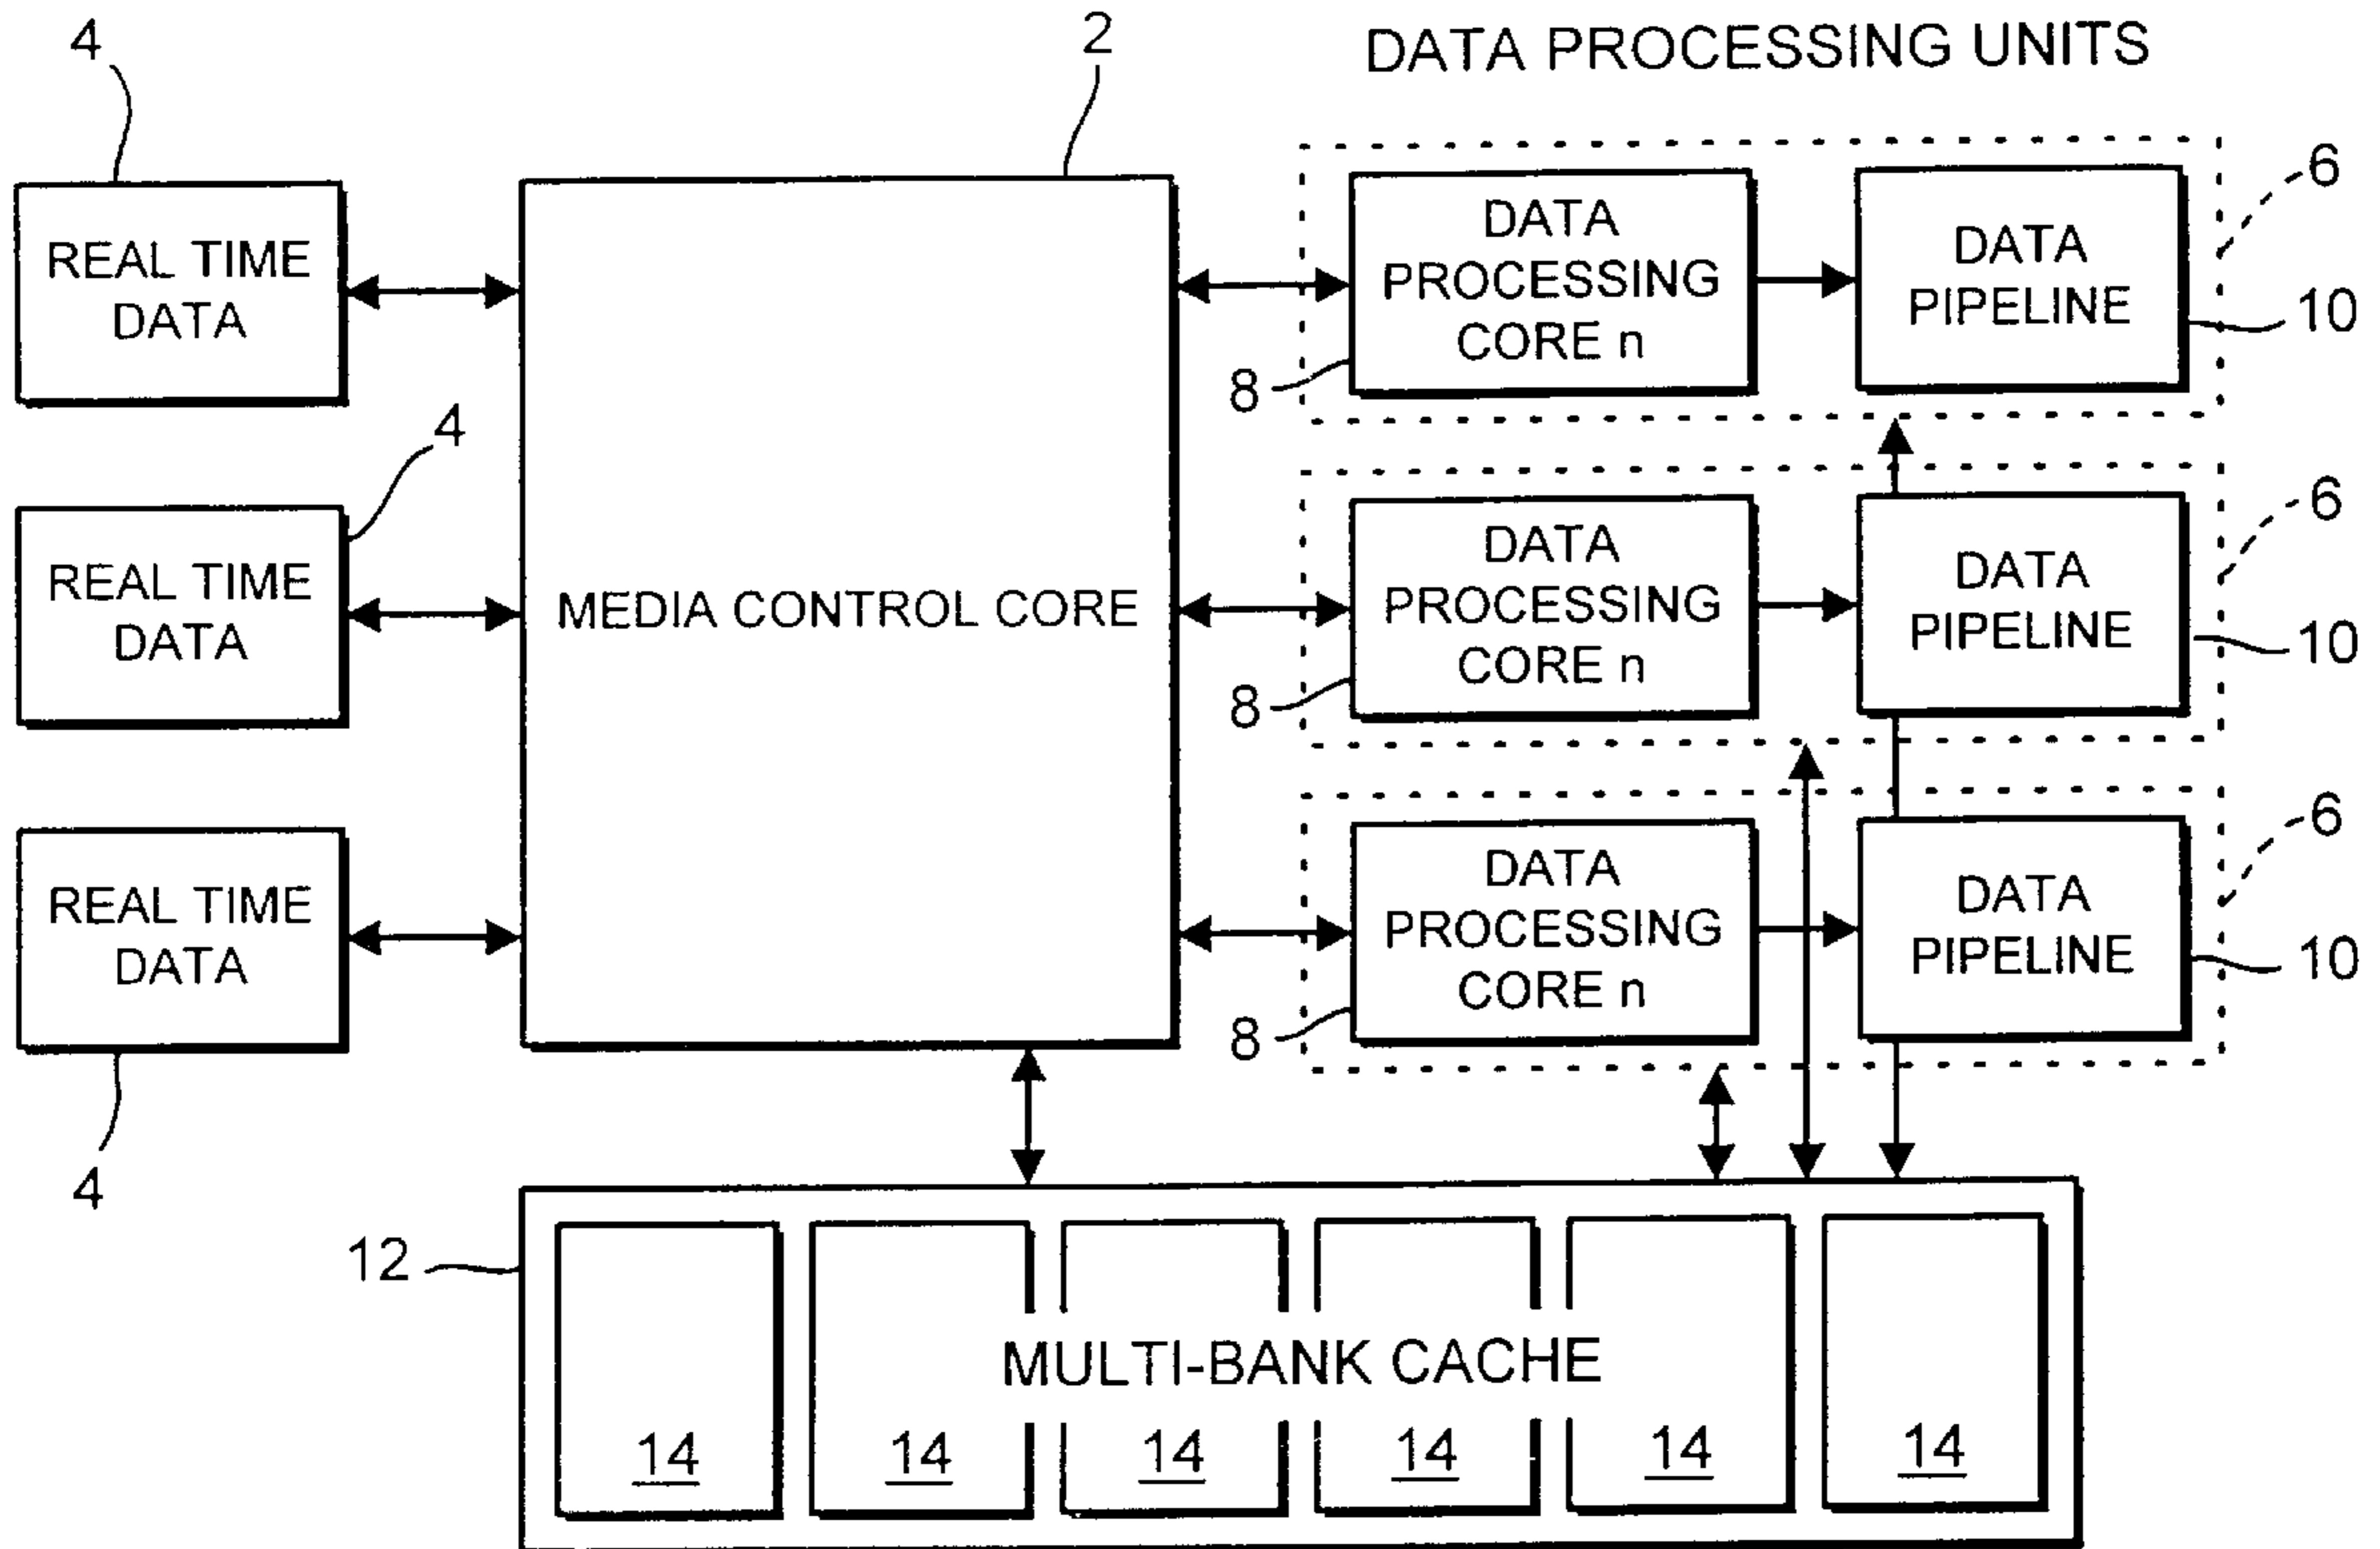 4
2
DATA PROCESSING UNITS
REAL TIME
DATA
DATA
PROCESSING
CORE n
DATA
PIPELINE
6
10
8
4
REAL TIME
DATA
MEDIA CONTROL CORE
DATA
PROCESSING
CORE n
DATA
PIPELINE
6
10
8
REAL TIME
DATA
DATA
PROCESSING
CORE n
DATA
PIPELINE
6
10
8
4
12
MULTI-BANK CACHE
14
14
14
14
14
14